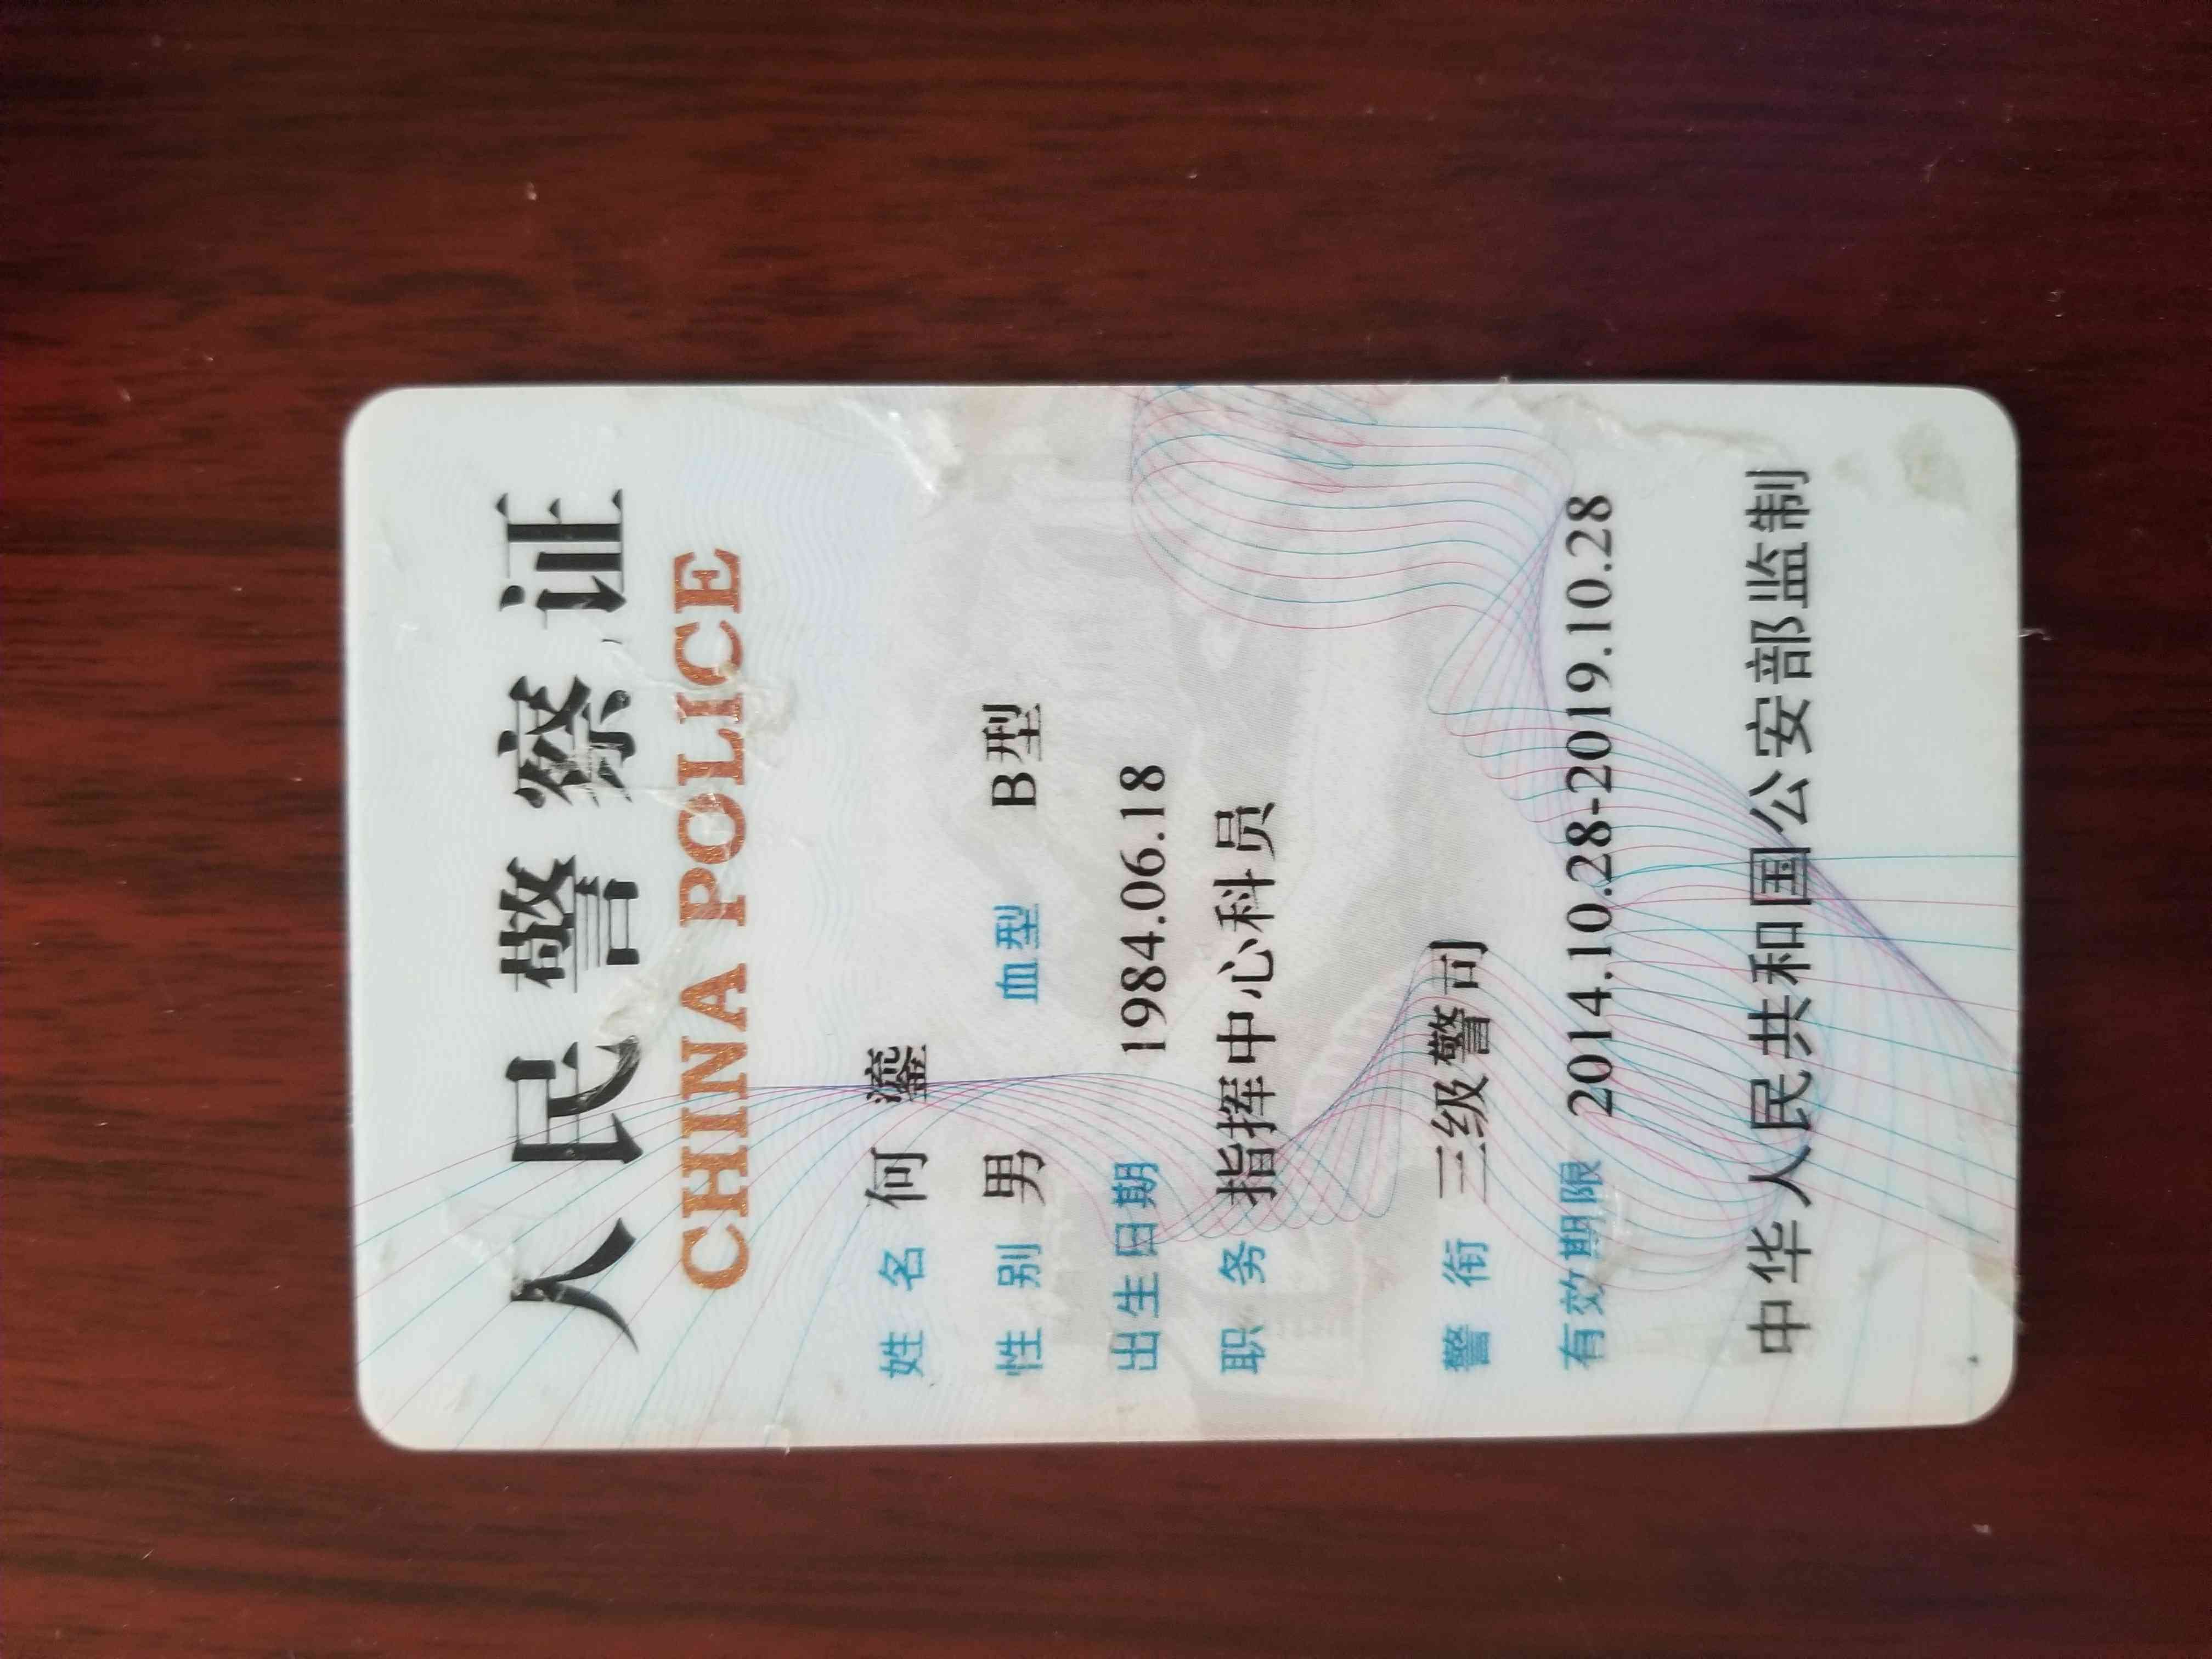 人民警察证
CHINA POLICE
姓 名 何 鎏
性 别 男 血型 B型
出生日期 1984.06.18
职 务 指挥中心科员
警 衔 三级警司
有效期限 2014.10.28-2019.10.28
中华人民共和国公安部监制